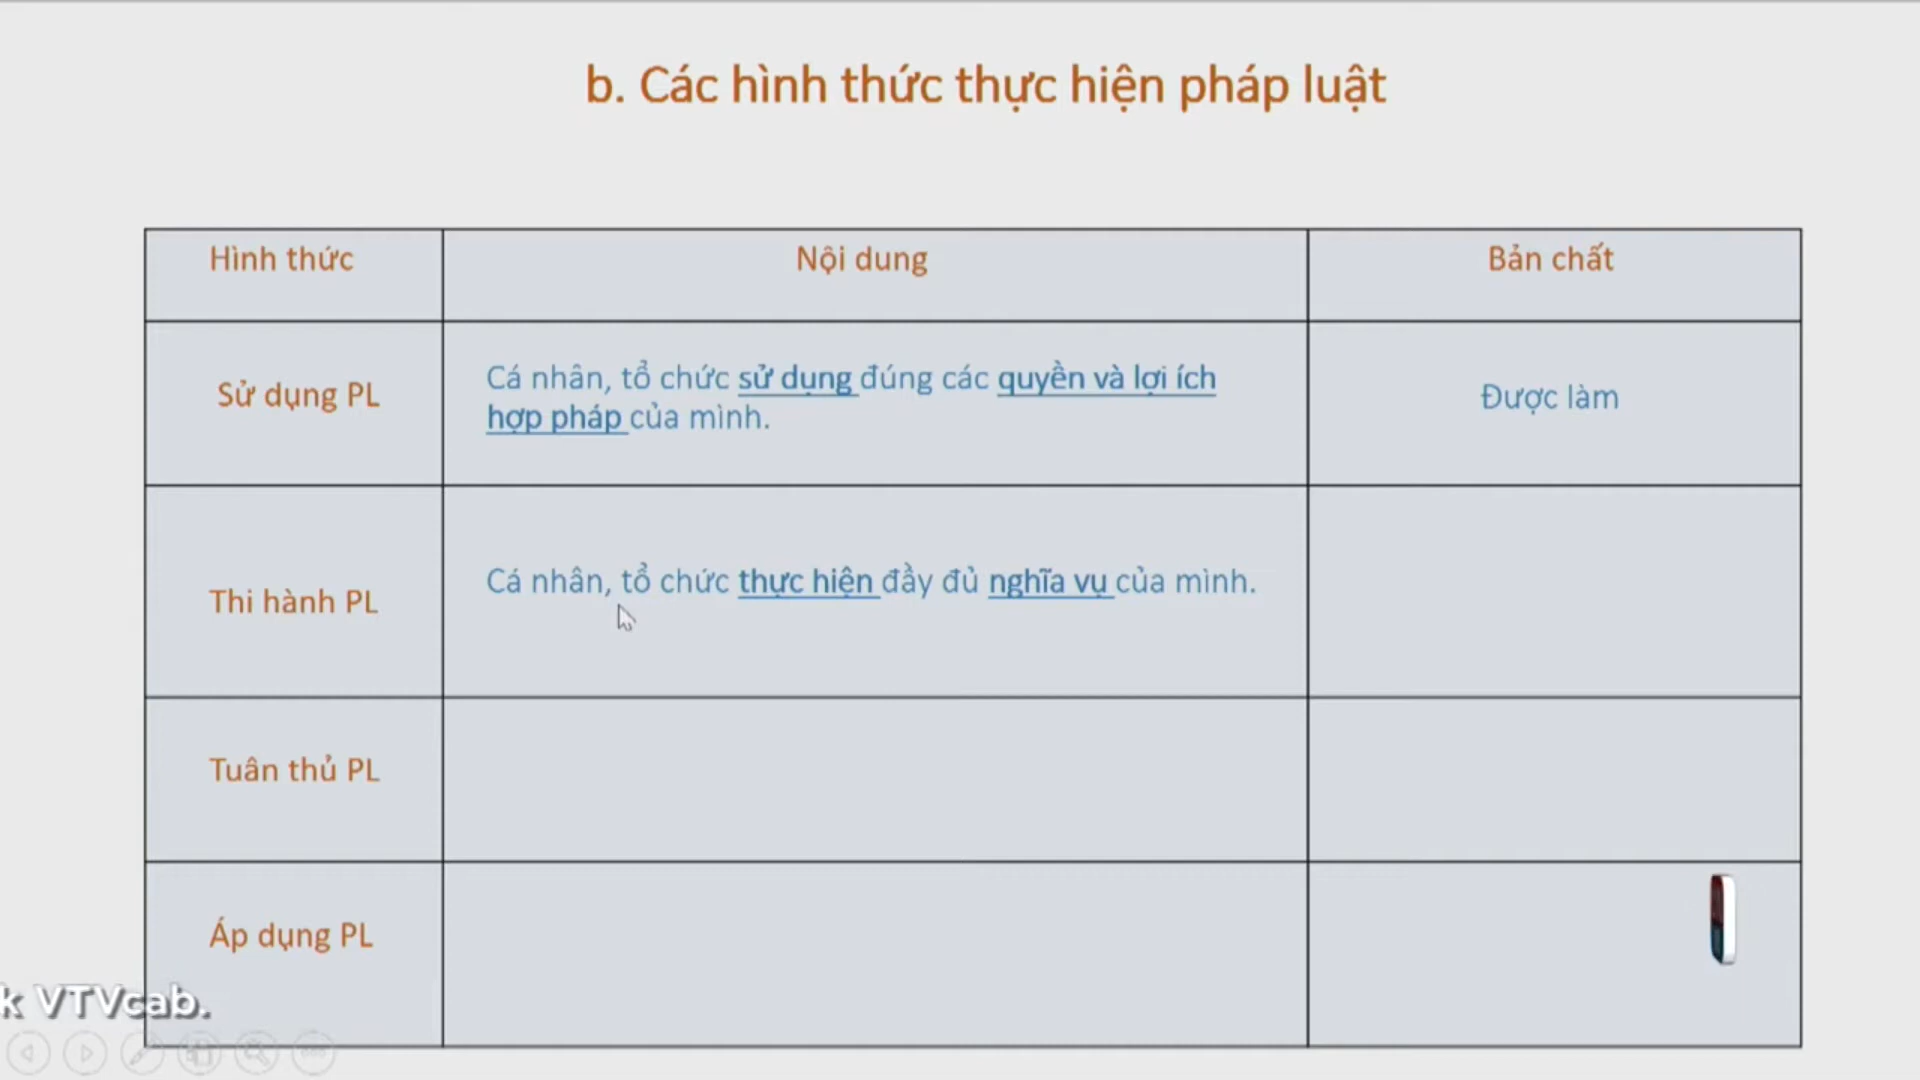 b. Các hình thức thực hiện pháp luật
Hình thức
Nội dung
Bản chất
Sử dụng PL
Cá nhân, tổ chức sử dụng đúng các quyền và lợi ích
hợp pháp của mình.
Được làm
Thi hành PL
Cá nhân, tổ chức thực hiện đầy đủ nghĩa vụ của mình.
Tuân thủ PL
Áp dụng PL
k VTVcab.